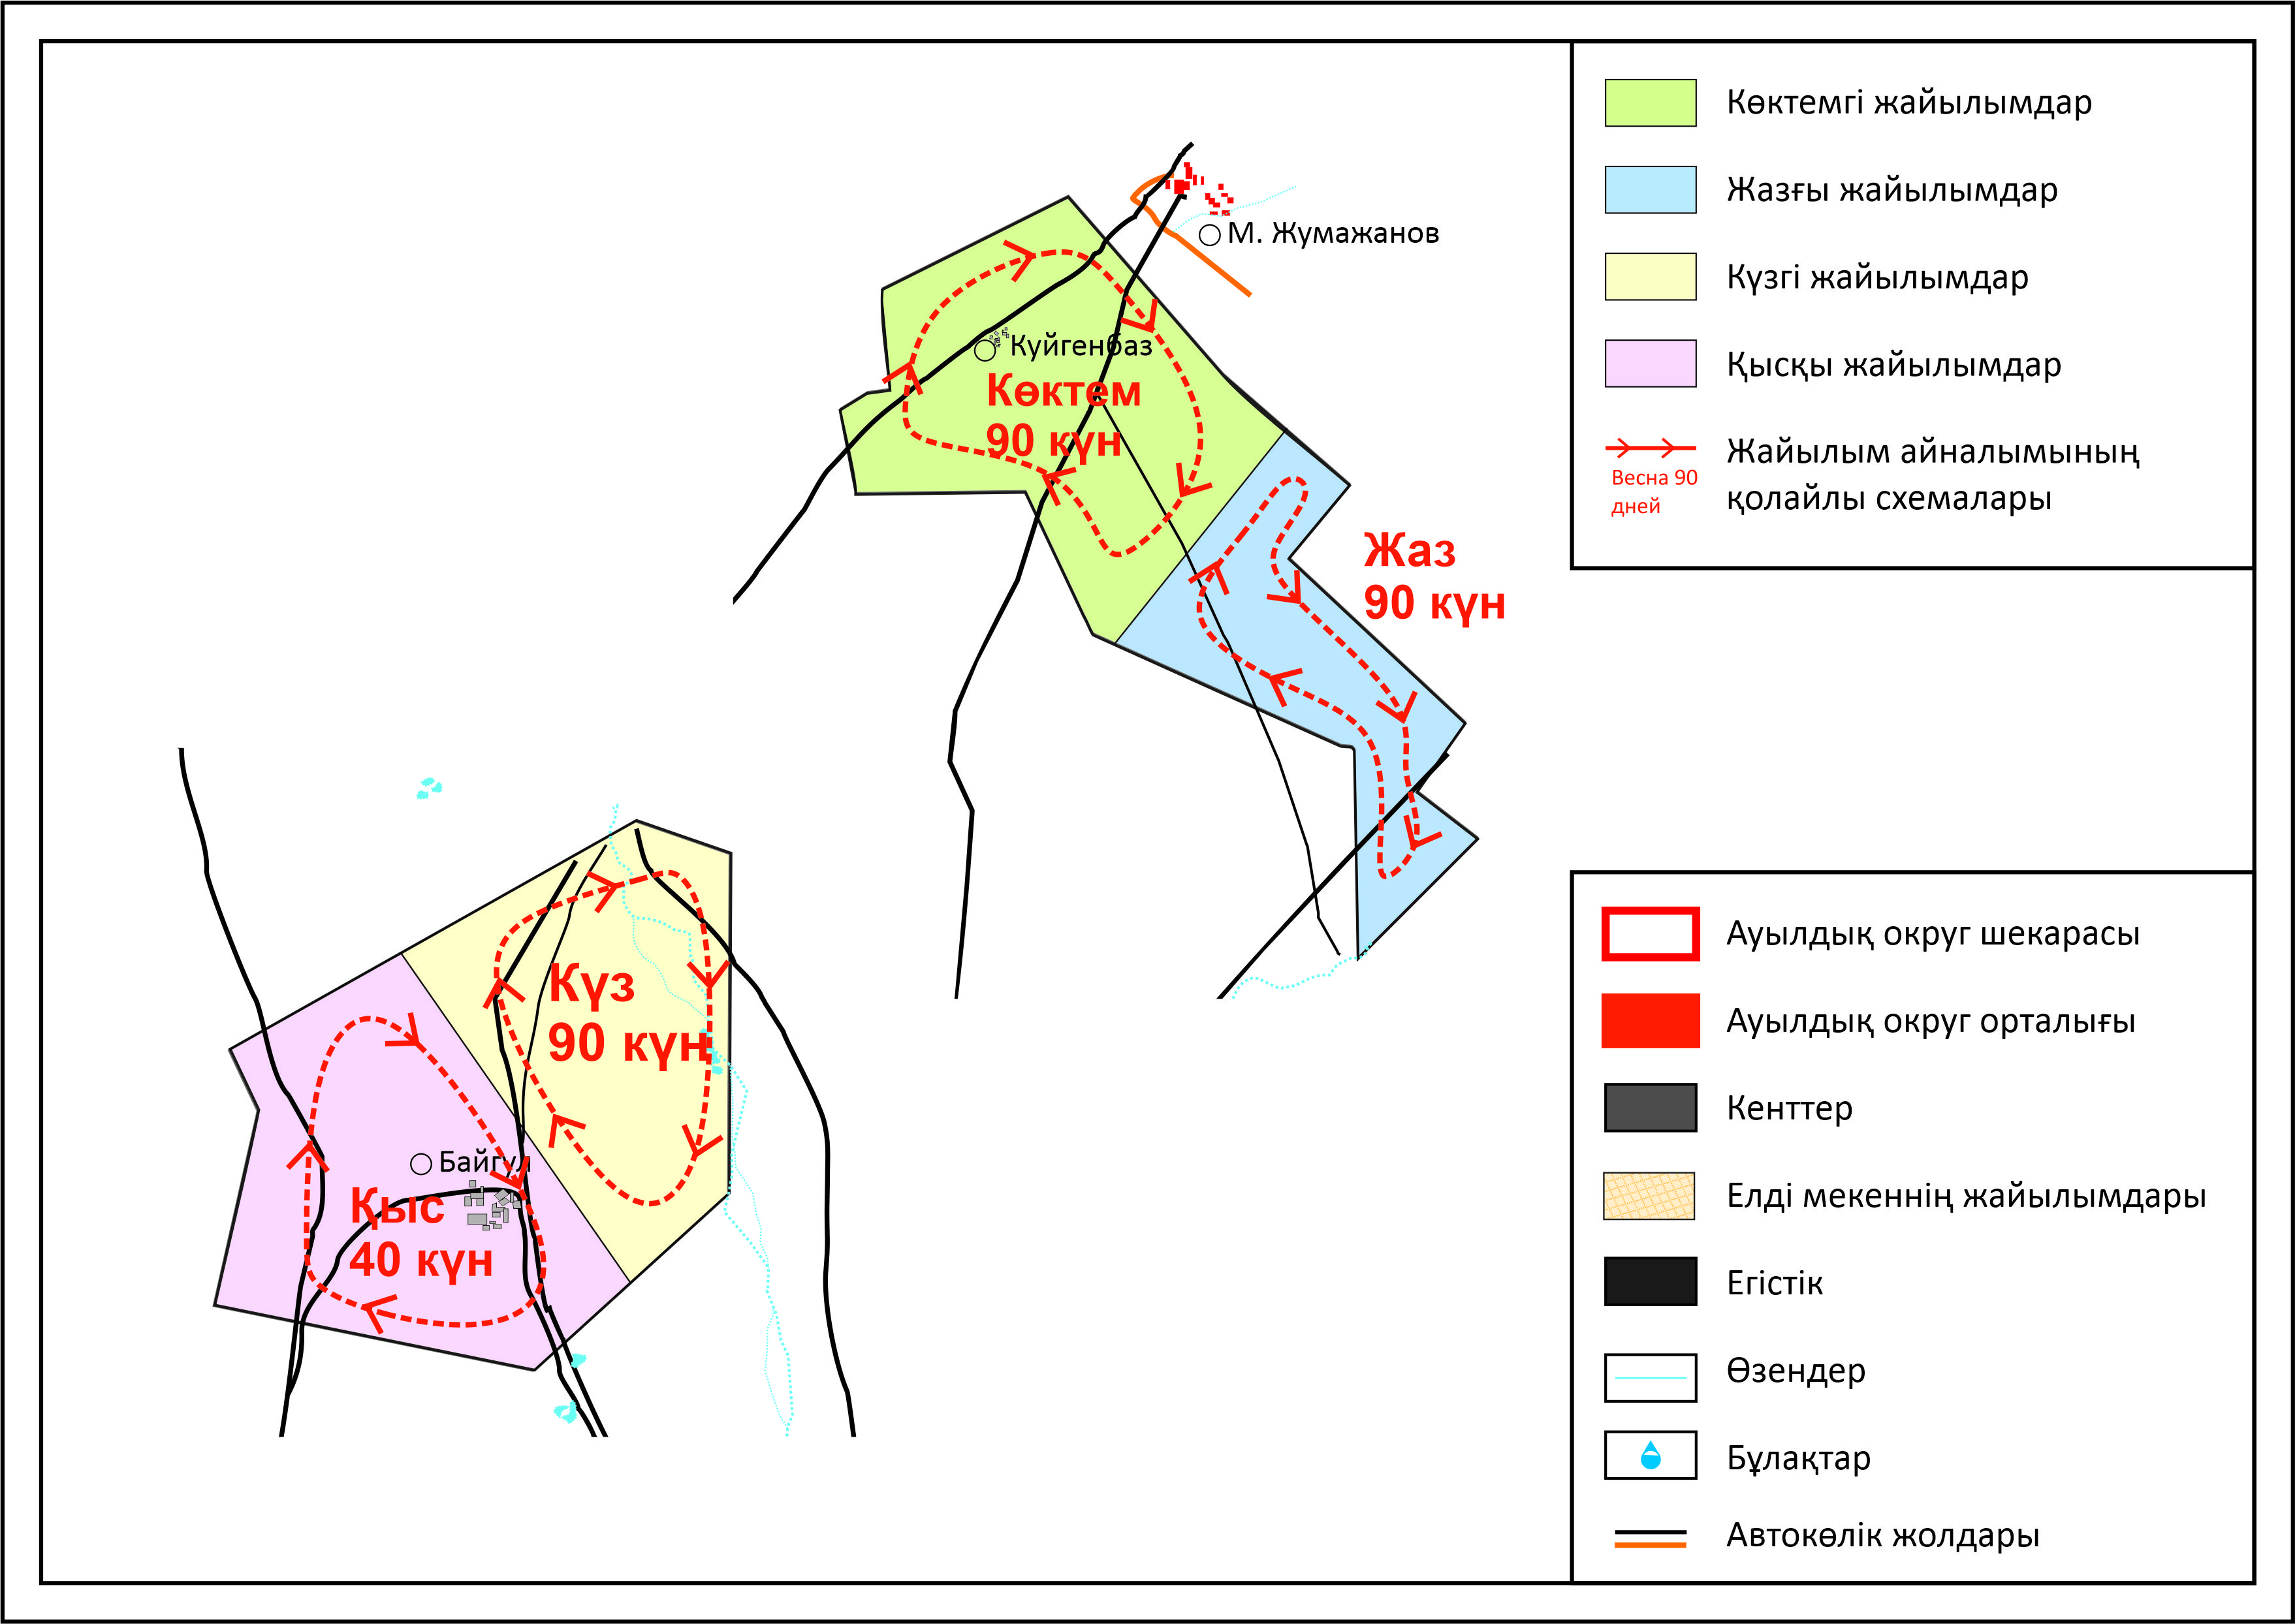 М. Жумажанов
Куйгенбаз
Көктем
90 күн
Жаз
90 күн
Күз
90 күн
Байгул
Қыс
40 күн
Көктемгі жайылымдар
Жазғы жайылымдар
Күзгі жайылымдар
Қысқы жайылымдар
Весна 90
дней
Жайылым айналымының
қолайлы схемалары
Ауылдық округ шекарасы
Ауылдық округ орталығы
Кенттер
Елді мекеннің жайылымдары
Егістік
Өзендер
Бұлақтар
Автокөлік жолдары